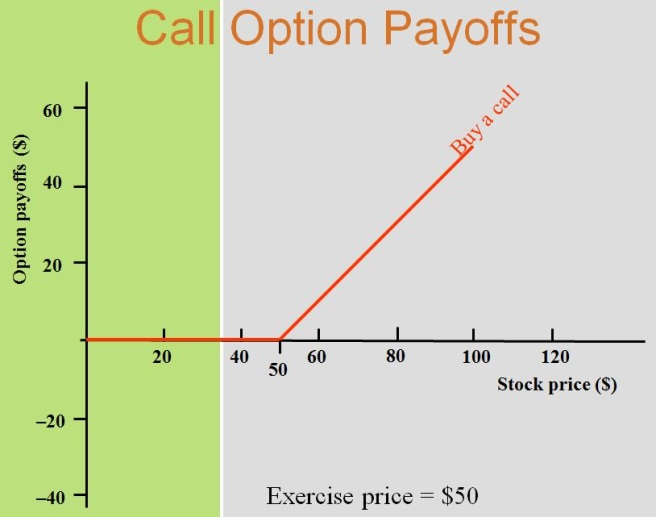 Call Option Payoffs
Buy a call
Option payoffs ($)
60
40
20
20
40
50
60
80
100
120
Stock price ($)
–20
–40
Exercise price = $50